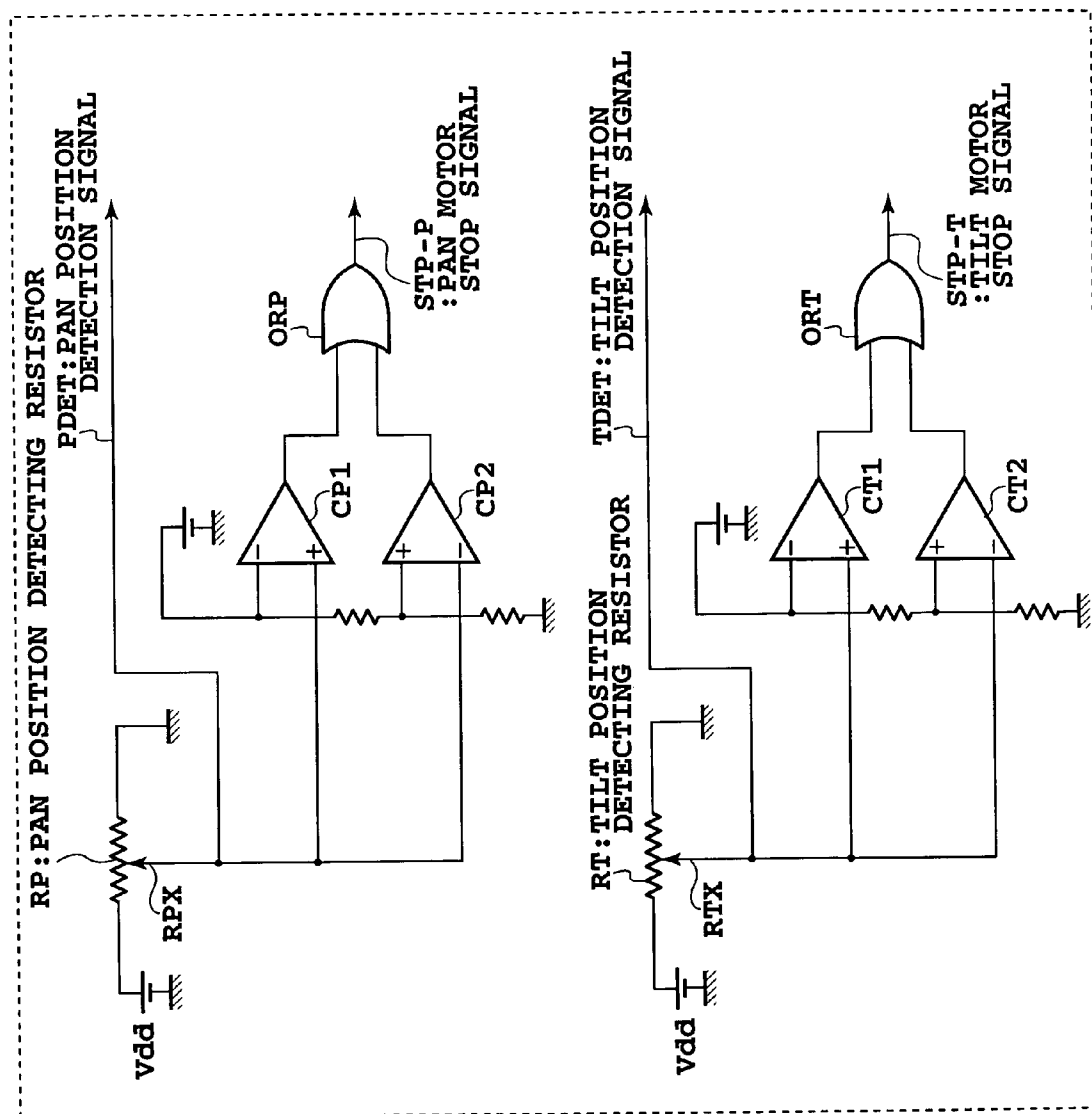 RP:PAN POSITION DETECTING RESISTOR
PDET:PAN POSITION
DETECTION SIGNAL
Vdd
RPX
CP1
CP2
ORP
STP-P
:PAN MOTOR
STOP SIGNAL
-
+
+
-
RT:TILT POSITION
DETECTING RESISTOR
TDET:TILT POSITION
DETECTION SIGNAL
Vdd
RTX
CT1
CT2
ORT
STP-T
:TILT MOTOR
STOP SIGNAL
-
+
+
-